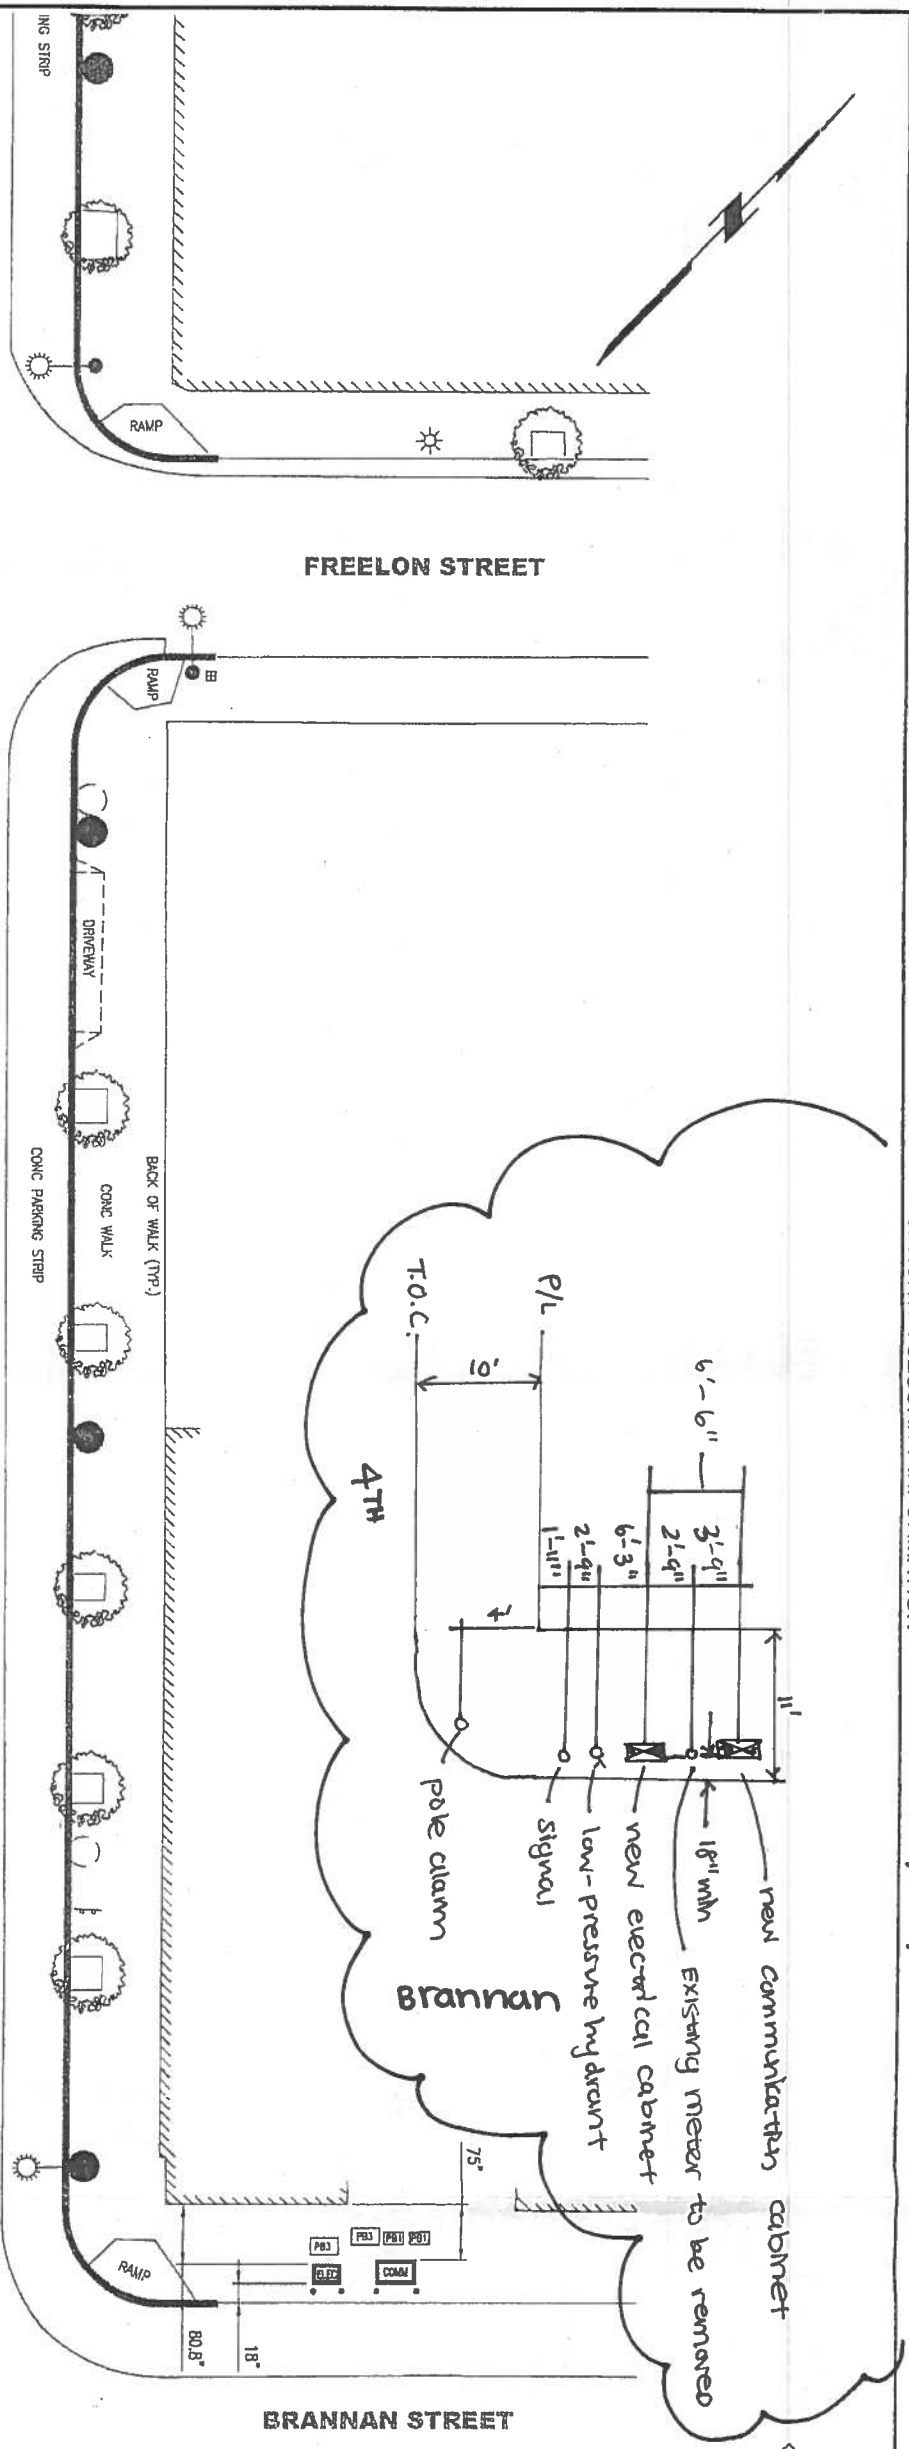 ING STRIP
RAMP
FREELON STREET
RAMP
DRIVEWAY
CONC WALK
BACK OF WALK (TYP.)
CONC PARKING STRIP
T.O.C.
P/L
10'
6'-6"
4TH
1'-11"
2'-9"
6'-3"
2'-9"
3'-9"
4'
11'
18" min
pole alarm
signal
low-pressure hydrant
new electrical cabinet
Existing meter to be removed
new communication cabinet
Brannan
75"
PB3
PB3
PB1
PB1
ELEC
COMM
RAMP
80.8"
18"
BRANNAN STREET